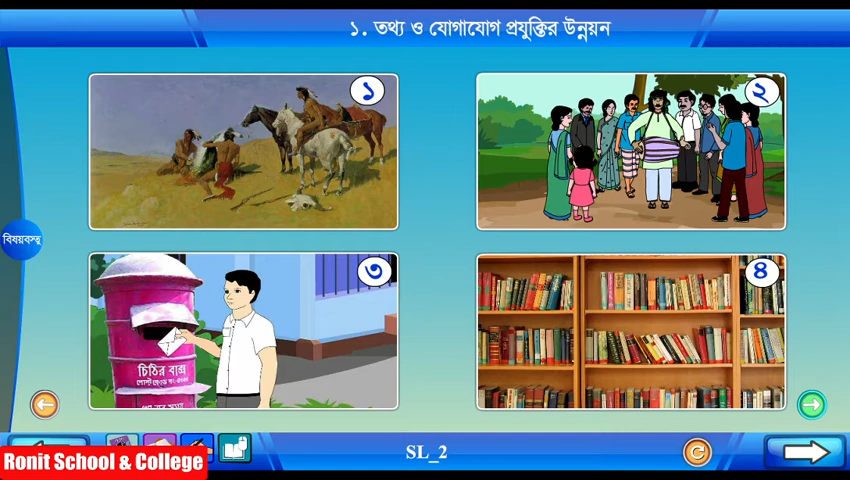 ১. তথ্য ও যোগাযোগ প্রযুক্তির উন্নয়ন
১
২
বিষয়বস্তু
৩
৪
চিঠির বাক্স
SL_2
Ronit School & College